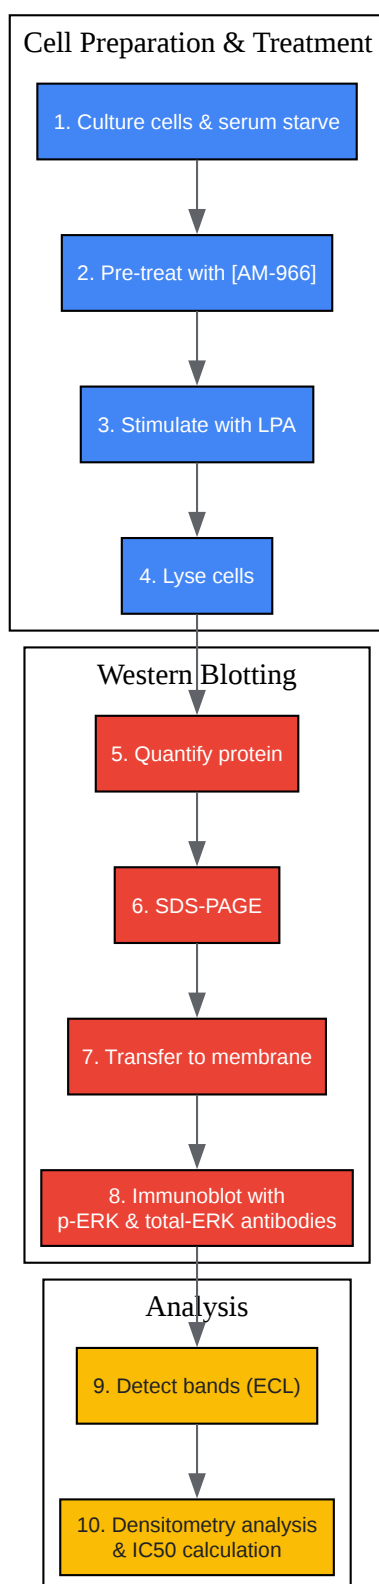 Cell Preparation & Treatment
1. Culture cells & serum starve
2. Pre-treat with [AM-966]
3. Stimulate with LPA
4. Lyse cells
Western Blotting
5. Quantify protein
6. SDS-PAGE
7. Transfer to membrane
8. Immunoblot with
p-ERK & total-ERK antibodies
Analysis
9. Detect bands (ECL)
10. Densitometry analysis
& IC50 calculation